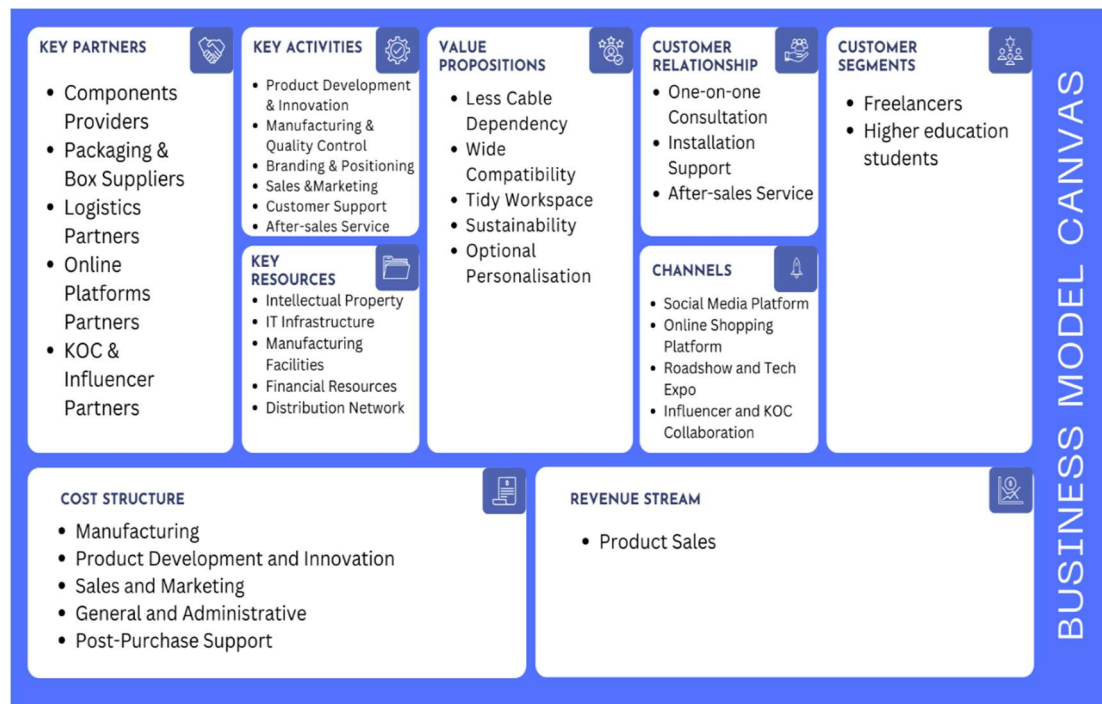 KEY PARTNERS
• Components
Providers
• Packaging &
Box Suppliers
• Logistics
Partners
• Online
Platforms
Partners
• KOC &
Influencer
Partners
KEY ACTIVITIES
• Product Development
& Innovation
• Manufacturing &
Quality Control
• Branding & Positioning
• Sales &Marketing
• Customer Support
• After-sales Service
KEY
RESOURCES
• Intellectual Property
• IT Infrastructure
• Manufacturing
Facilities
• Financial Resources
• Distribution Network
VALUE
PROPOSITIONS
• Less Cable
Dependency
• Wide
Compatibility
• Tidy Workspace
• Sustainability
• Optional
Personalisation
CUSTOMER
RELATIONSHIP
• One-on-one
Consultation
• Installation
Support
• After-sales Service
CHANNELS
• Social Media Platform
• Online Shopping
Platform
• Roadshow and Tech
Expo
• Influencer and KOC
Collaboration
CUSTOMER
SEGMENTS
• Freelancers
• Higher education
students
COST STRUCTURE
• Manufacturing
• Product Development and Innovation
• Sales and Marketing
• General and Administrative
• Post-Purchase Support
REVENUE STREAM
• Product Sales
BUSINESS MODEL CANVAS